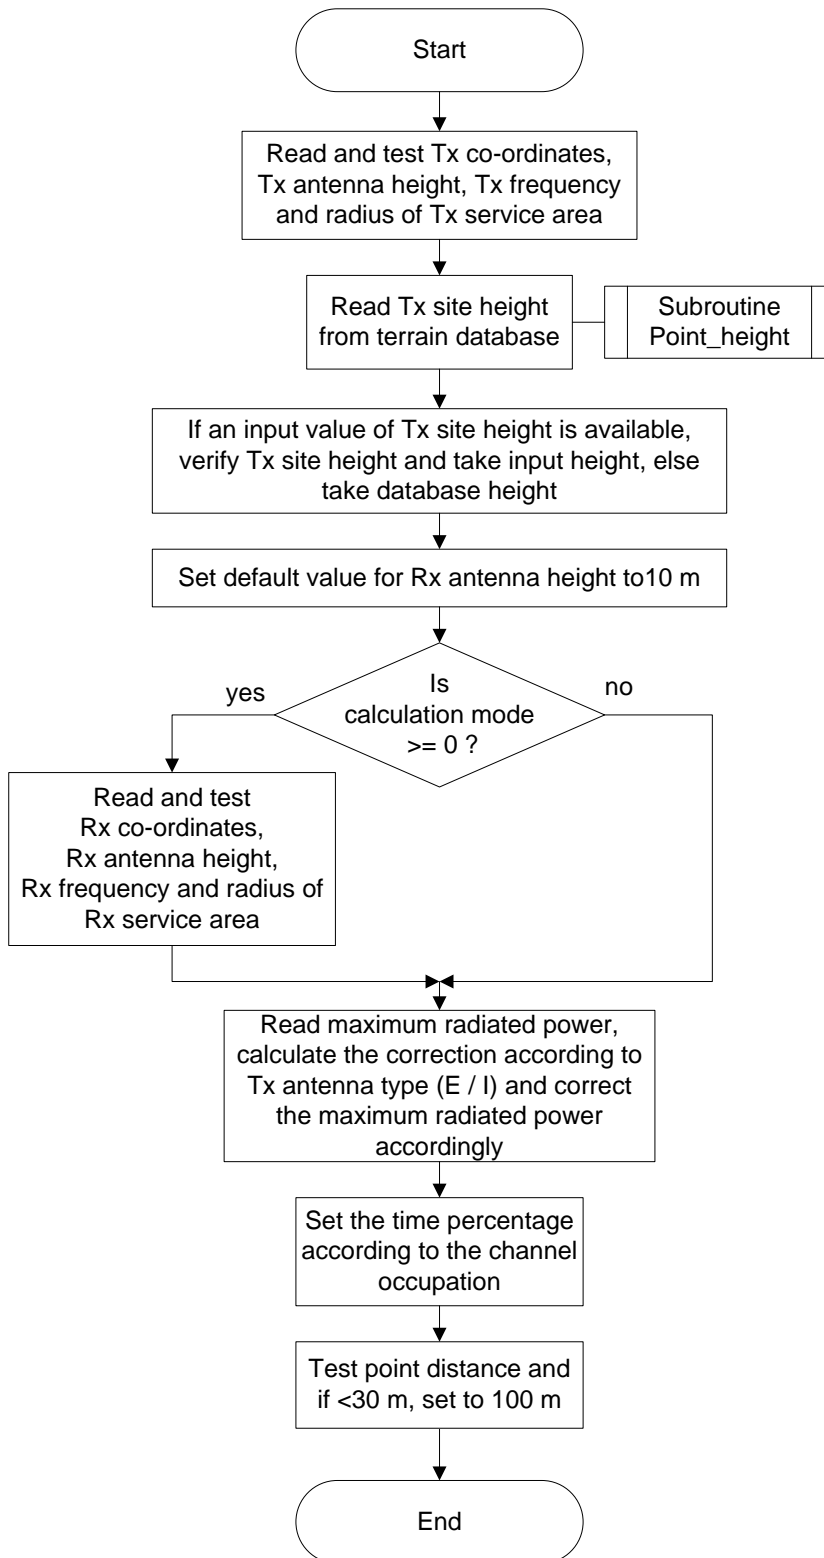 Start
Read and test Tx co-ordinates,
Tx antenna height, Tx frequency
and radius of Tx service area
Read Tx site height
from terrain database
Subroutine
Point_height
If an input value of Tx site height is available,
verify Tx site height and take input height, else
take database height
Set default value for Rx antenna height to10 m
Is
calculation mode
>= 0 ?
yes
no
Read and test
Rx co-ordinates,
Rx antenna height,
Rx frequency and radius of
Rx service area
Read maximum radiated power,
calculate the correction according to
Tx antenna type (E / I) and correct
the maximum radiated power
accordingly
Set the time percentage
according to the channel
occupation
Test point distance and
if <30 m, set to 100 m
End